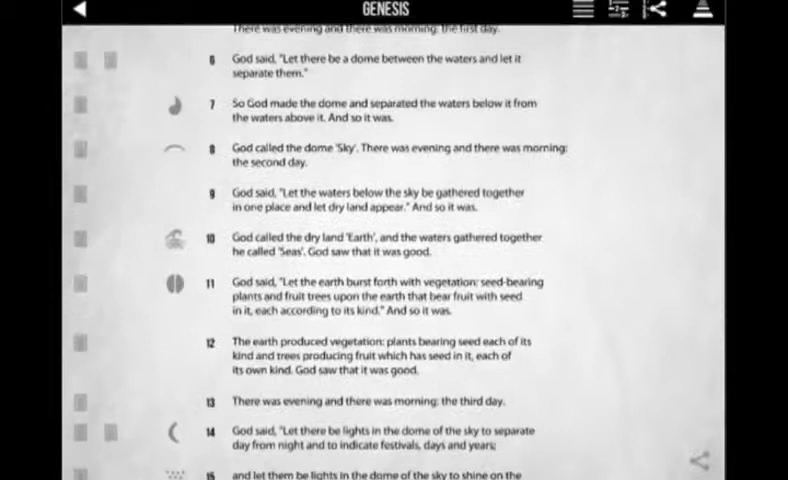 GENESIS
There was evening and there was morning: the first day.
6 God said, "Let there be a dome between the waters and let it
separate them."
7 So God made the dome and separated the waters below it from
the waters above it. And so it was.
8 God called the dome 'Sky'. There was evening and there was morning:
the second day.
9 God said, "Let the waters below the sky be gathered together
in one place and let dry land appear." And so it was.
10 God called the dry land 'Earth', and the waters gathered together
he called 'Seas'. God saw that it was good.
11 God said, "Let the earth burst forth with vegetation: seed-bearing
plants and fruit trees upon the earth that bear fruit with seed
in it, each according to its kind." And so it was.
12 The earth produced vegetation: plants bearing seed each of its
kind and trees producing fruit which has seed in it, each of
its own kind. God saw that it was good.
13 There was evening and there was morning: the third day.
14 God said, "Let there be lights in the dome of the sky to separate
day from night and to indicate festivals, days and years;
15 and let them be lights in the dome of the sky to shine on the